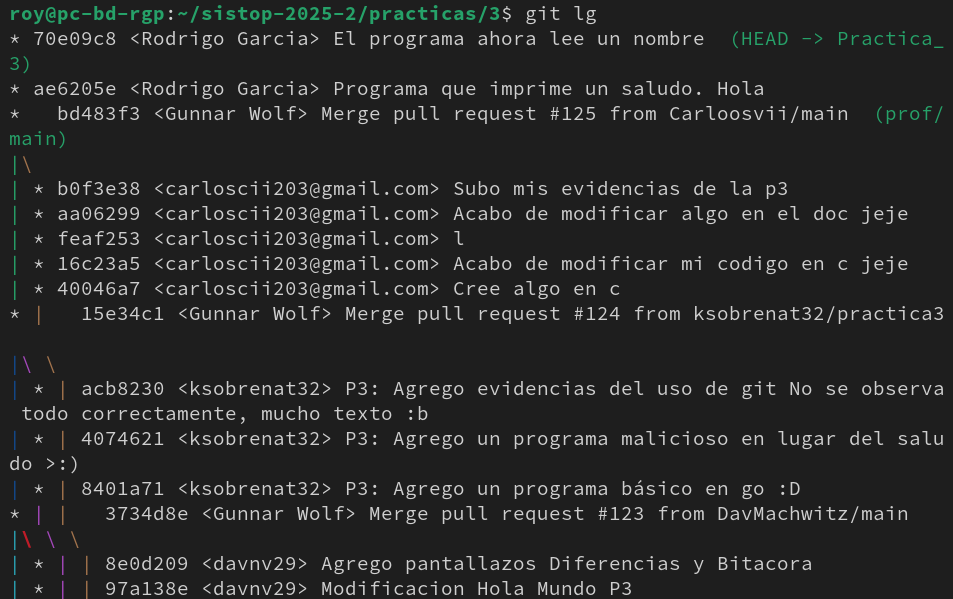 roy@pc-bd-rgp:~/sistop-2025-2/practicas/3$ git lg
* 70e09c8 <Rodrigo Garcia> El programa ahora lee un nombre  (HEAD -> Practica_
3)
* ae6205e <Rodrigo Garcia> Programa que imprime un saludo. Hola
*   bd483f3 <Gunnar Wolf> Merge pull request #125 from Carloosvii/main  (prof/
main)
|\
| * b0f3e38 <carloscii203@gmail.com> Subo mis evidencias de la p3
| * aa06299 <carloscii203@gmail.com> Acabo de modificar algo en el doc jeje
| * feaf253 <carloscii203@gmail.com> l
| * 16c23a5 <carloscii203@gmail.com> Acabo de modificar mi codigo en c jeje
| * 40046a7 <carloscii203@gmail.com> Cree algo en c
* |   15e34c1 <Gunnar Wolf> Merge pull request #124 from ksobrenat32/practica3
|\ \
| * | acb8230 <ksobrenat32> P3: Agrego evidencias del uso de git No se observa
 todo correctamente, mucho texto :b
| * | 4074621 <ksobrenat32> P3: Agrego un programa malicioso en lugar del salu
do >:)
| * | 8401a71 <ksobrenat32> P3: Agrego un programa básico en go :D
* | |   3734d8e <Gunnar Wolf> Merge pull request #123 from DavMachwitz/main
|\ \ \
| * | | 8e0d209 <davnv29> Agrego pantallazos Diferencias y Bitacora
| * | | 97a138e <davnv29> Modificacion Hola Mundo P3